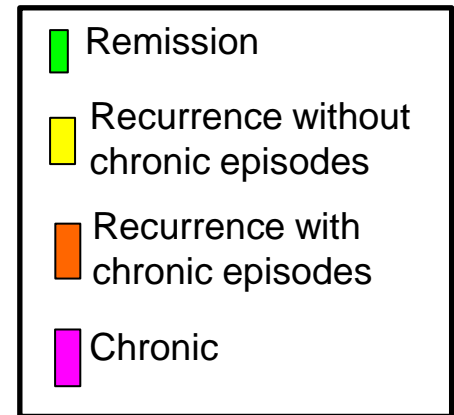 Remission
Recurrence without
chronic episodes
Recurrence with
chronic episodes
Chronic